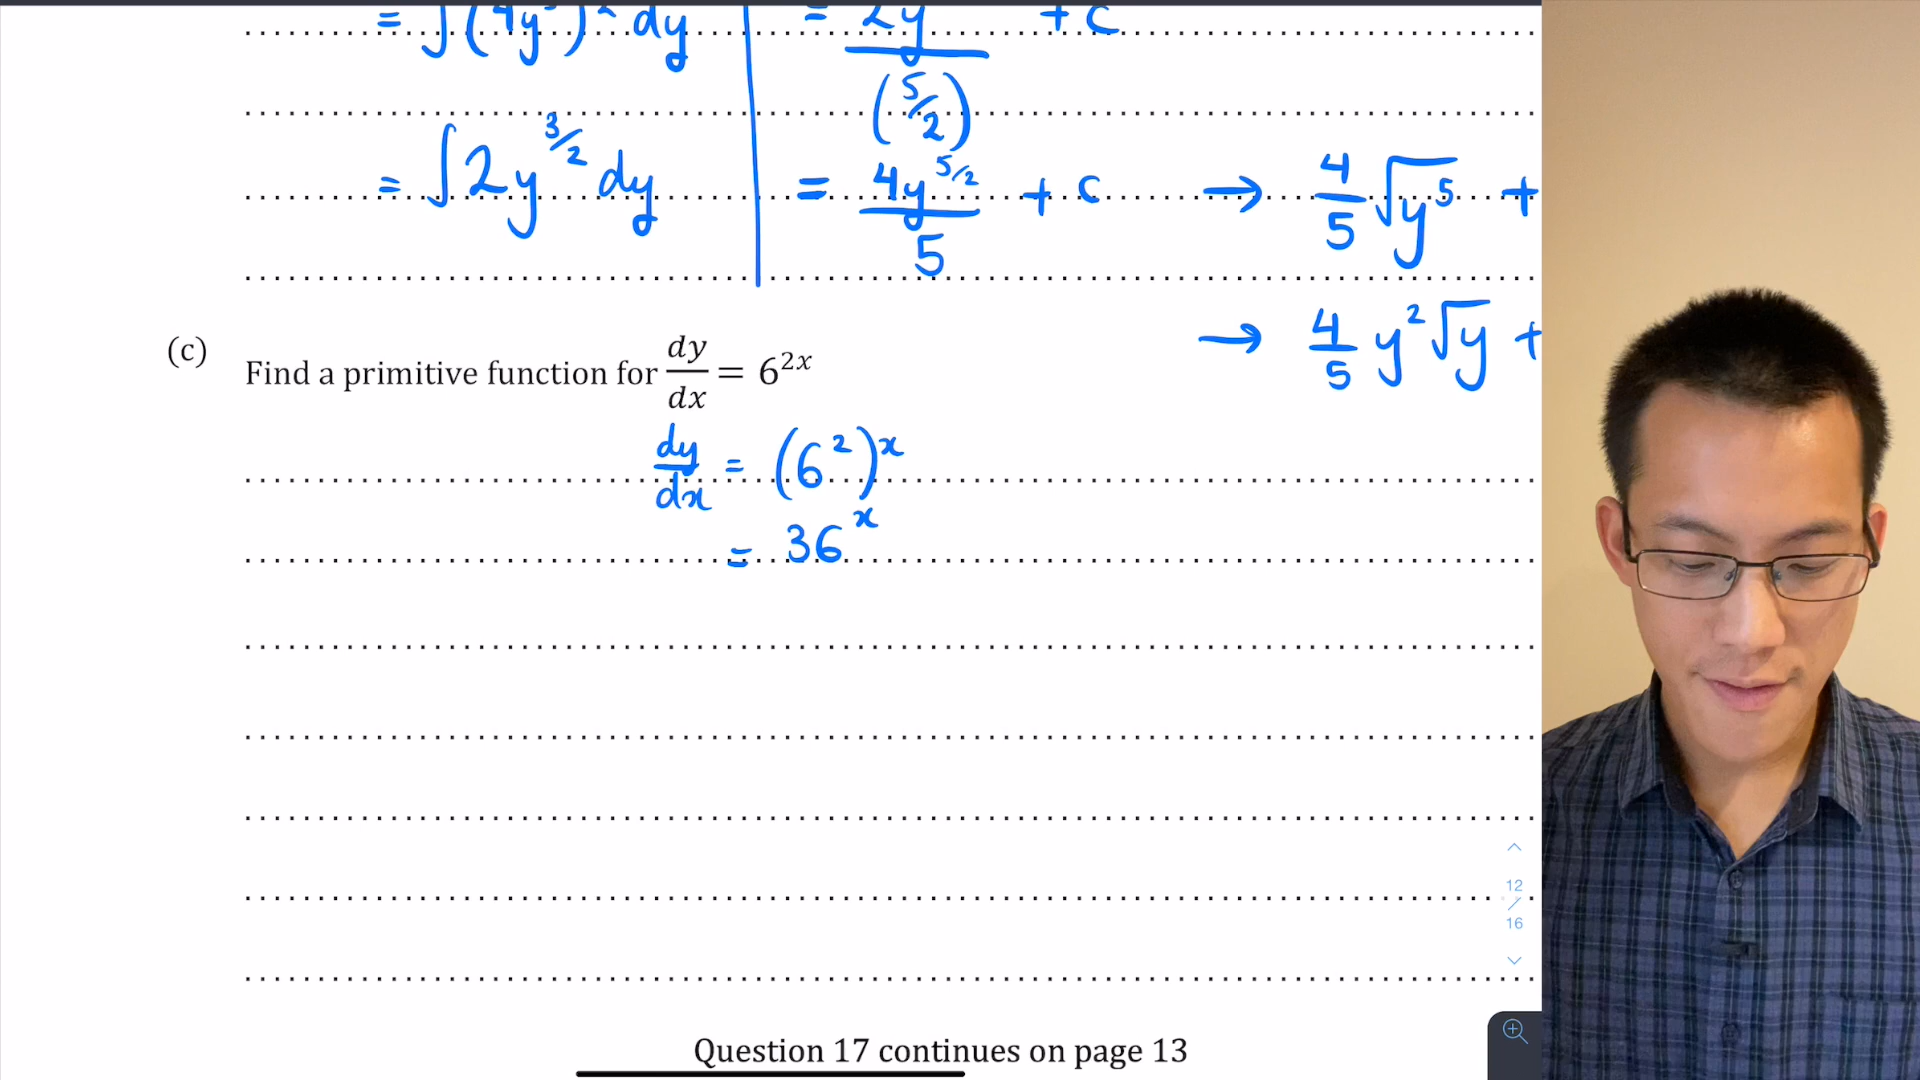 = ∫(4y³)^½ dy = 2y + c
(5/2)
= ∫2y^{3/2} dy = 4y^{5/2}/5 + c → 4/5 √y⁵ +
→ 4/5 y² √y +
(c) Find a primitive function for dy/dx = 6^{2x}
dy/dx = (6²)^x
= 36^x
12
/
16
Question 17 continues on page 13